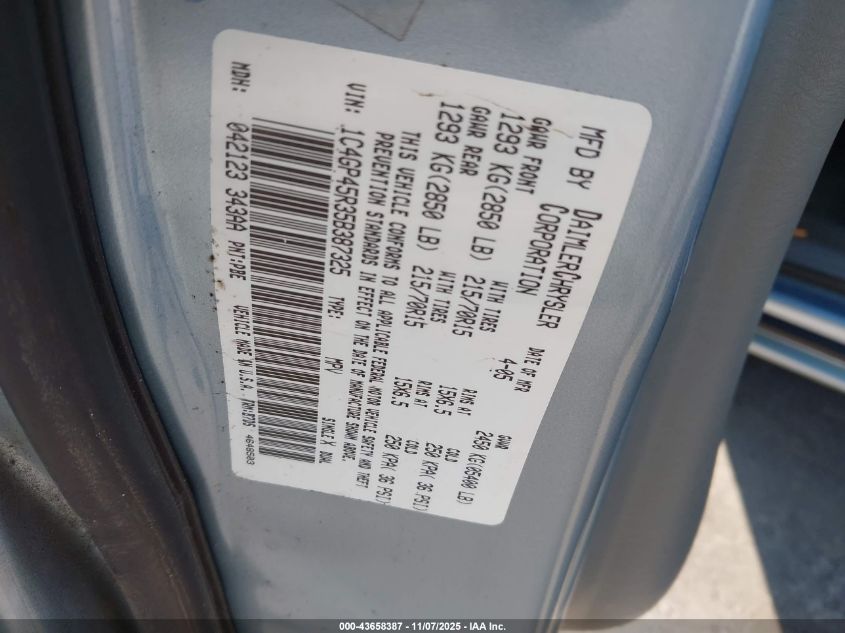 MFD BY DAIMLERCHRYSLER
CORPORATION
DATE OF MFR
4-05
GVWR
2450 KG(05400 LB)
GAWR FRONT
1293 KG(2850 LB)
WITH TIRES
215/70R15
RIMS AT
15X6.5
COLD
250 KPA( 36 PSI)
GAWR REAR
1293 KG(2850 LB)
WITH TIRES
215/70R15
RIMS AT
15X6.5
COLD
250 KPA( 36 PSI)
THIS VEHICLE CONFORMS TO ALL APPLICABLE FEDERAL MOTOR VEHICLE SAFETY AND THEFT
PREVENTION STANDARDS IN EFFECT ON THE DATE OF MANUFACTURE SHOWN ABOVE.
VIN: 1C4GP45R35B387325 TYPE: MPV SINGLE X DUAL
MDH: 042123 343AA PNT:PBE VEHICLE MADE IN U.S.A.
000-43658387 - 11/07/2025 - IAA Inc.